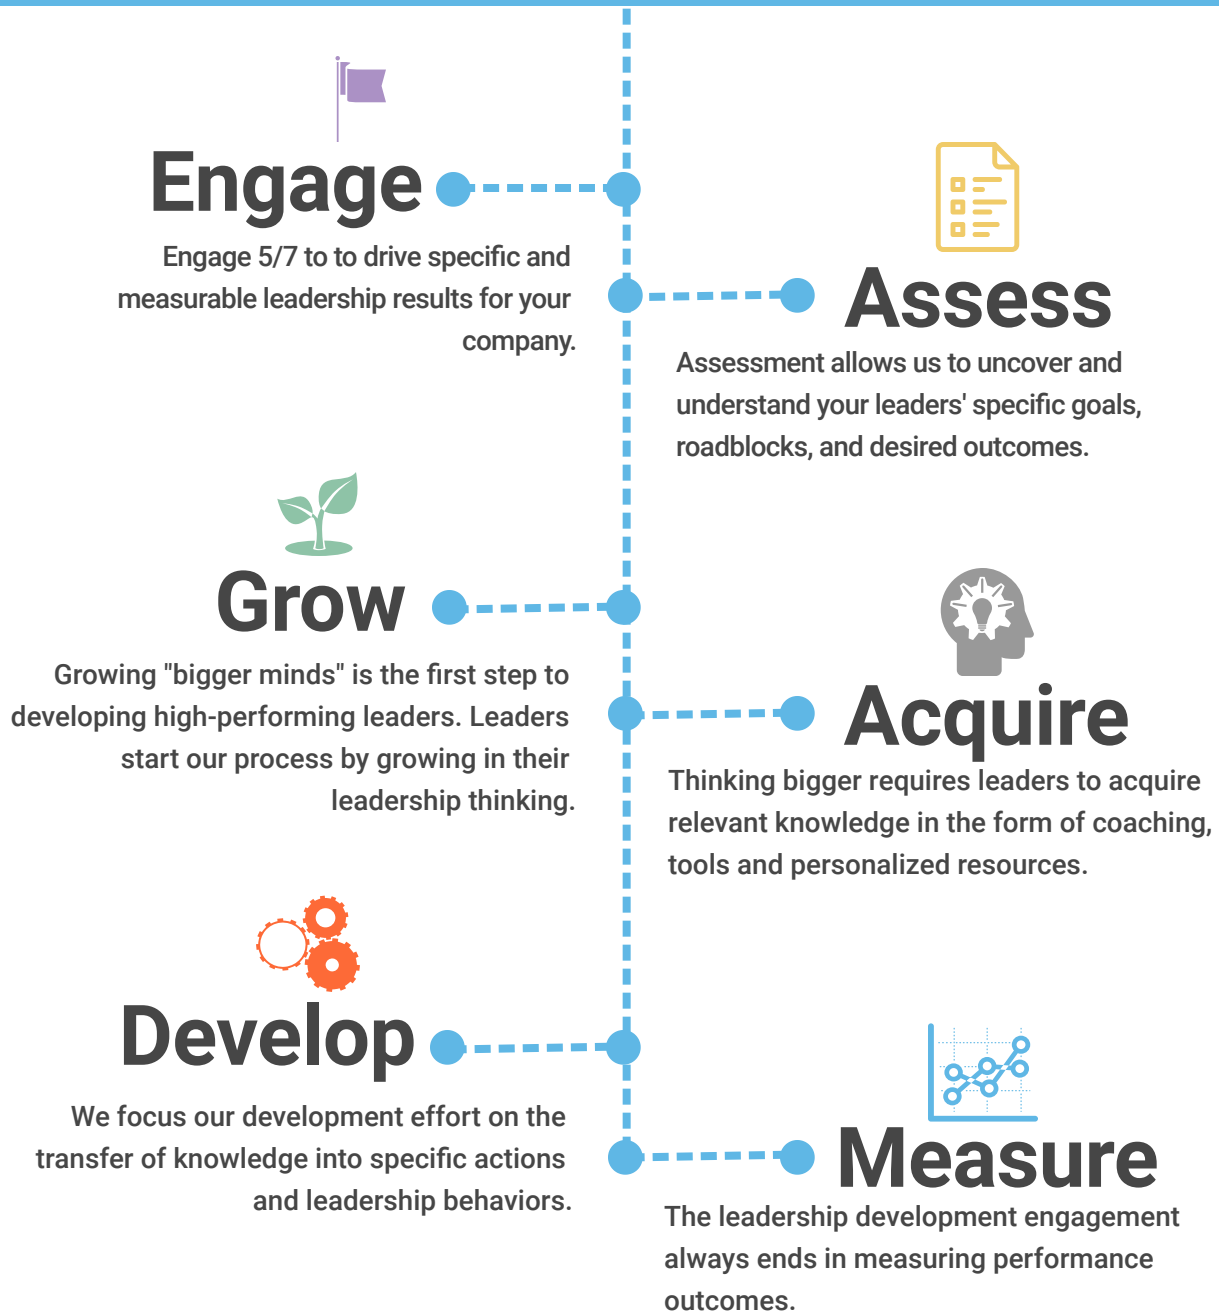 Engage
Engage 5/7 to to drive specific and
measurable leadership results for your
company.
Assess
Assessment allows us to uncover and
understand your leaders' specific goals,
roadblocks, and desired outcomes.
Grow
Growing "bigger minds" is the first step to
developing high-performing leaders. Leaders
start our process by growing in their
leadership thinking.
Acquire
Thinking bigger requires leaders to acquire
relevant knowledge in the form of coaching,
tools and personalized resources.
Develop
We focus our development effort on the
transfer of knowledge into specific actions
and leadership behaviors.
Measure
The leadership development engagement
always ends in measuring performance
outcomes.